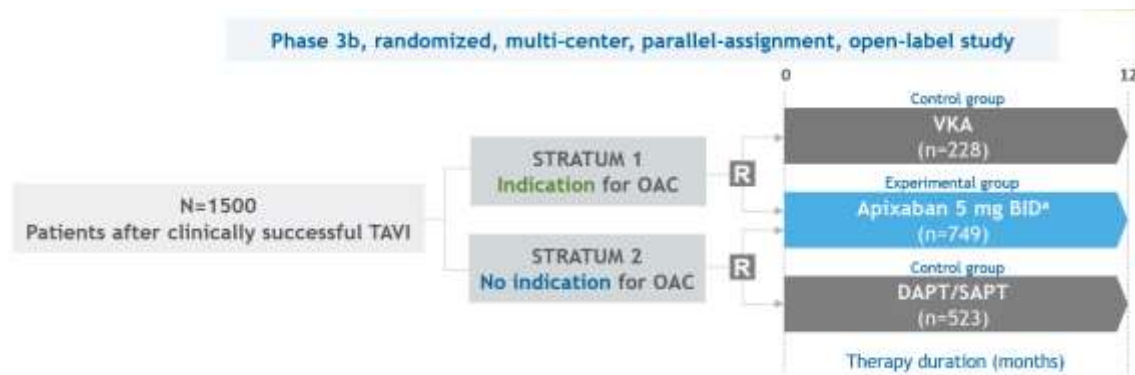 Phase 3b, randomized, multi-center, parallel-assignment, open-label study
0
12
Control group
VKA
(n=228)
STRATUM 1
Indication for OAC
R
Experimental group
Apixaban 5 mg BIDᵃ
(n=749)
N=1500
Patients after clinically successful TAVI
STRATUM 2
No indication for OAC
R
Control group
DAPT/SAPT
(n=523)
Therapy duration (months)